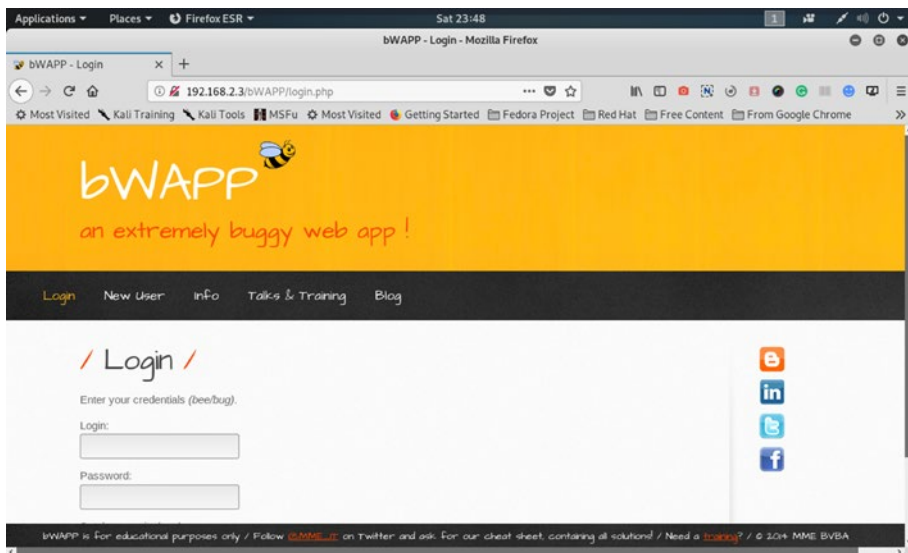 Applications Places Firefox ESR Sat 23:48 1
bWAPP - Login - Mozilla Firefox
bWAPP - Login × +
192.168.2.3/bWAPP/login.php
Most Visited Kali Training Kali Tools MSFu Most Visited Getting Started Fedora Project Red Hat Free Content From Google Chrome »
bWAPP
an extremely buggy web app !
Login New User Info Talks & Training Blog
/ Login /
Enter your credentials (bee/bug).
Login:
Password:
bWAPP is for educational purposes only / Follow @MME_IT on Twitter and ask for our cheat sheet, containing all solutions! / Need a training? / © 2014 MME BVBA